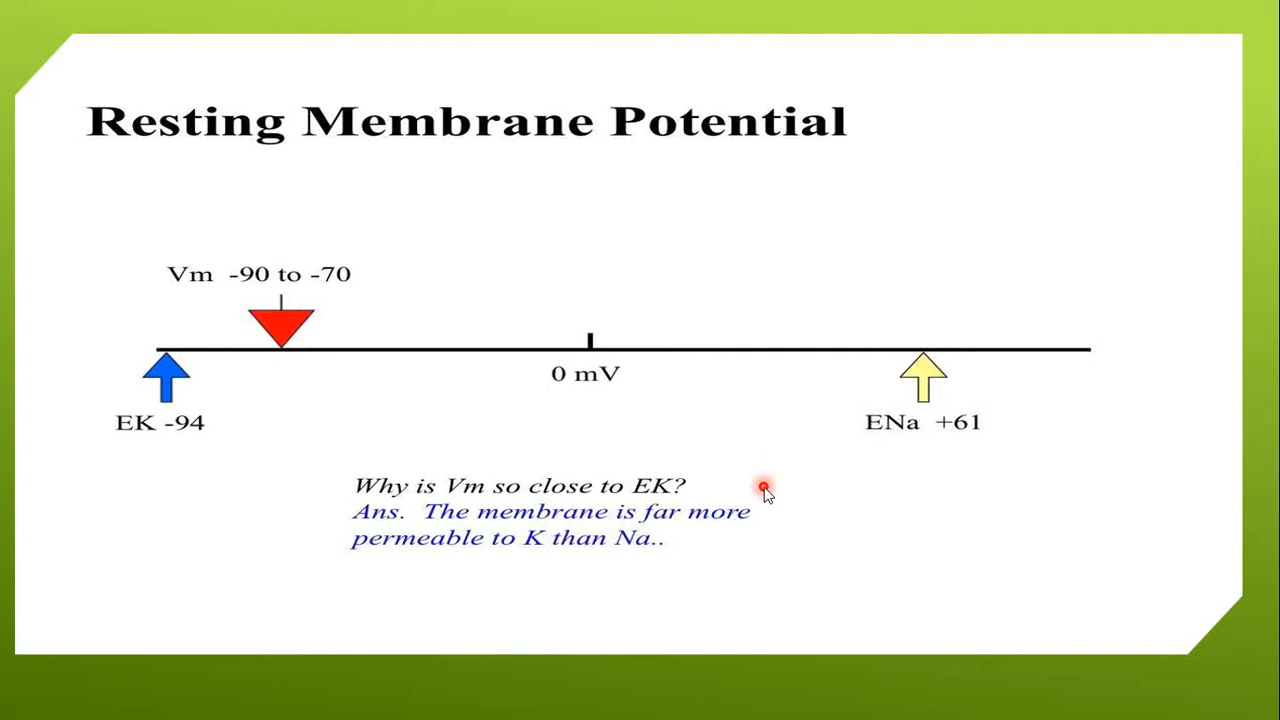 Resting Membrane Potential
Vm -90 to -70
0 mV
EK -94
ENa +61
Why is Vm so close to EK?
Ans. The membrane is far more
permeable to K than Na..